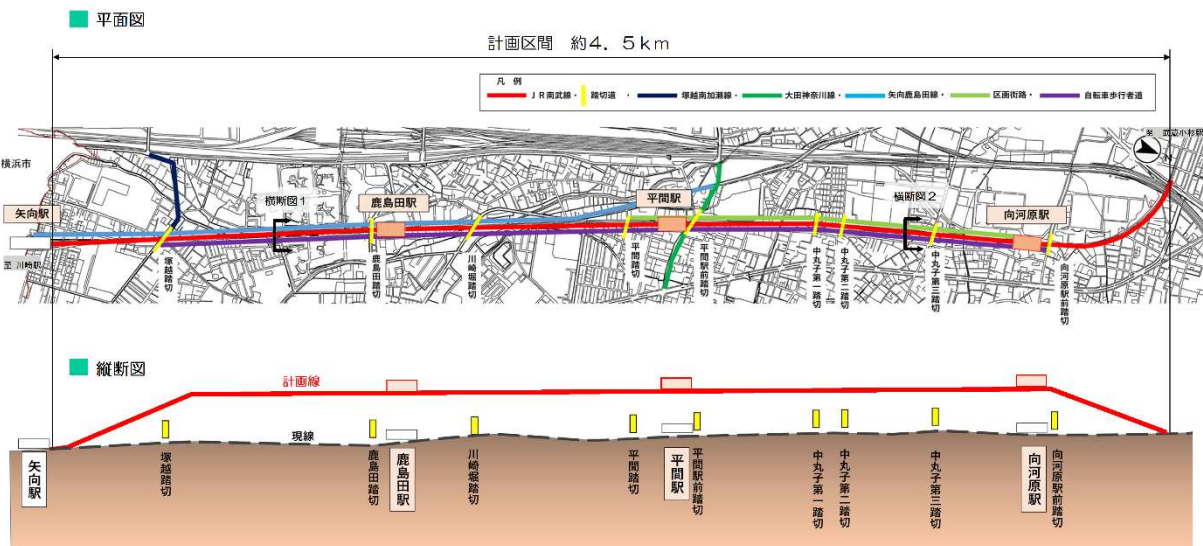 平面図
計画区間 約4.5km
凡例
JR南武線・ 踏切道 ・ 塚越南加瀬線・ 大田神奈川線・ 矢向鹿島田線・ 区画街路・ 自転車歩行者道
至 武蔵小杉駅
N
横浜市
矢向駅
至 川崎駅
横断図1
鹿島田駅
平間駅
横断図2
向河原駅
塚越踏切
鹿島田踏切
川崎堀踏切
平間踏切
平間駅前踏切
中丸子第一踏切
中丸子第二踏切
中丸子第三踏切
向河原駅前踏切
縦断図
計画線
現線
矢向駅
塚越踏切
鹿島田踏切
鹿島田駅
川崎堀踏切
平間踏切
平間駅
平間駅前踏切
中丸子第一踏切
中丸子第二踏切
中丸子第三踏切
向河原駅
向河原駅前踏切